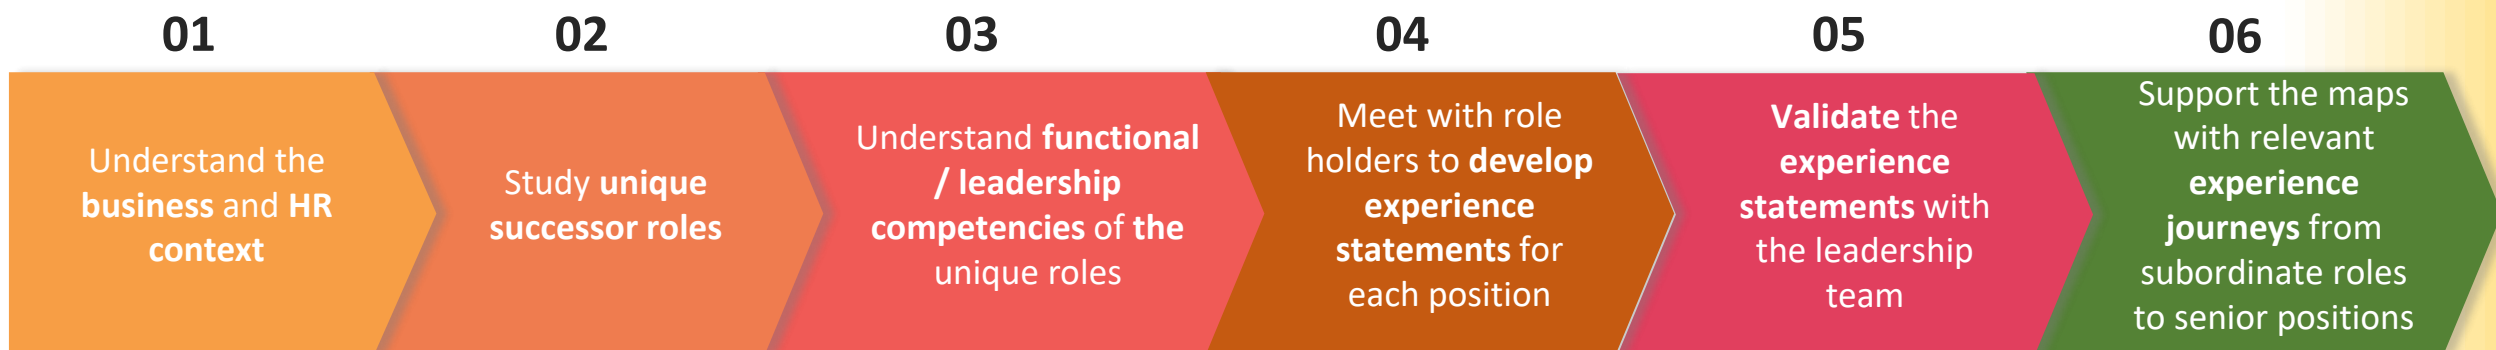 01
Understand the
business and HR
context
02
Study unique
successor roles
03
Understand functional
/ leadership
competencies of the
unique roles
04
Meet with role
holders to develop
experience
statements for
each position
05
Validate the
experience
statements with
the leadership
team
06
Support the maps
with relevant
experience
journeys from
subordinate roles
to senior positions